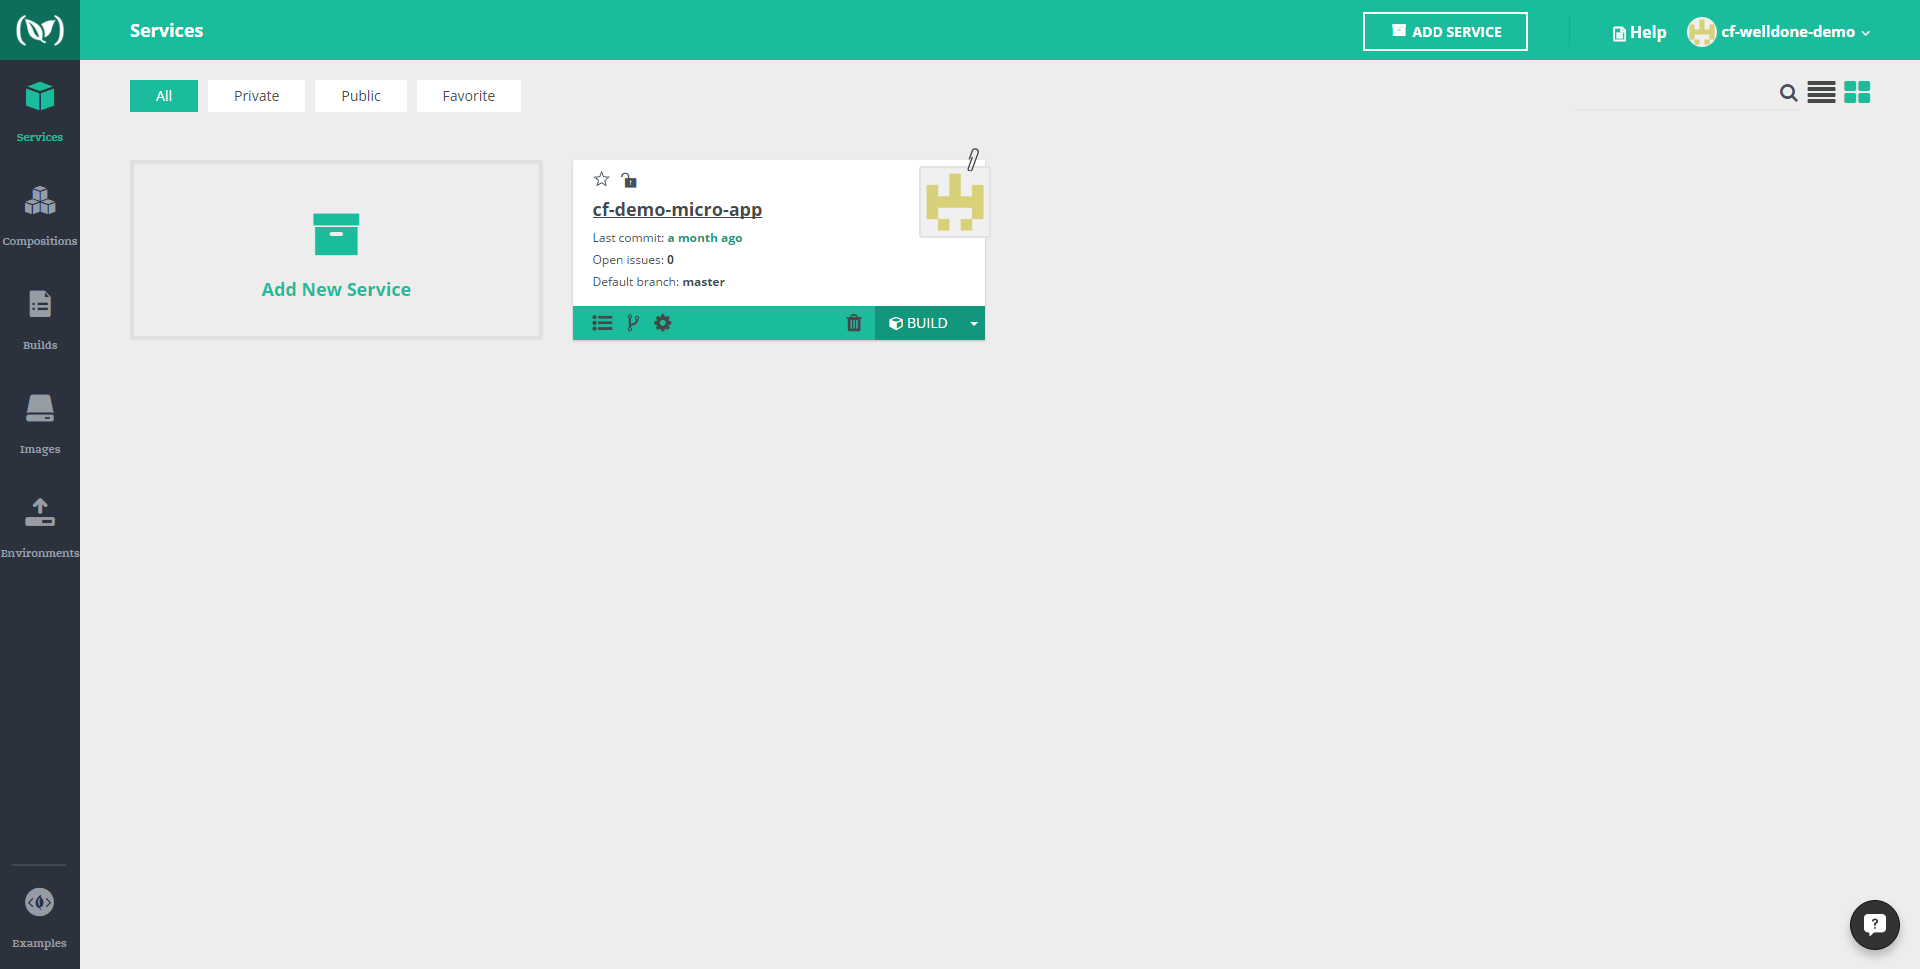 Services
ADD SERVICE
Help
cf-welldone-demo
All
Private
Public
Favorite
Services
Compositions
Builds
Images
Environments
Examples
Add New Service
cf-demo-micro-app
Last commit: a month ago
Open issues: 0
Default branch: master
BUILD
?